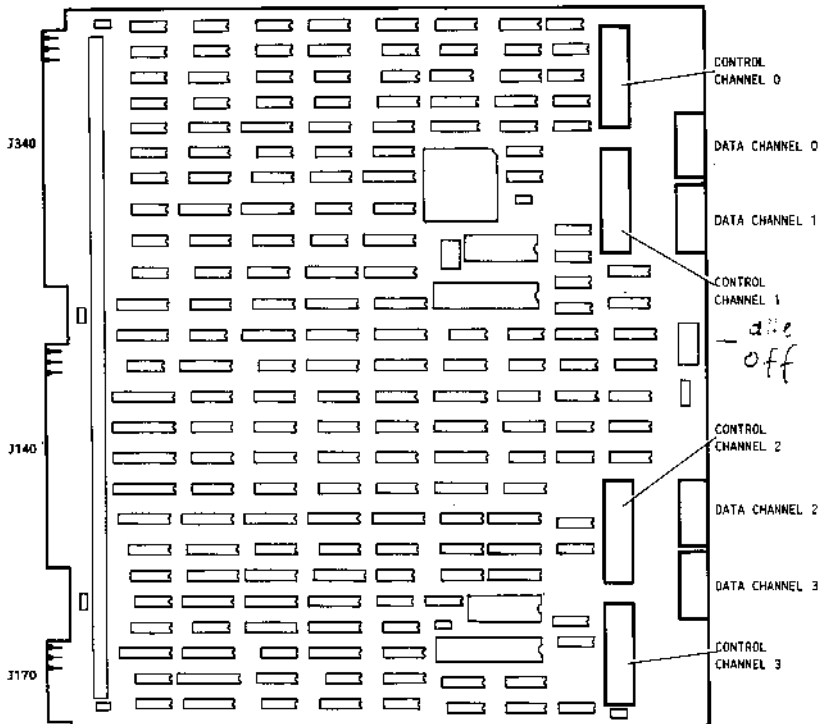 CONTROL
CHANNEL 0
J340
DATA CHANNEL 0
DATA CHANNEL 1
CONTROL
CHANNEL 1
alle
off
CONTROL
CHANNEL 2
J140
DATA CHANNEL 2
DATA CHANNEL 3
CONTROL
CHANNEL 3
J170